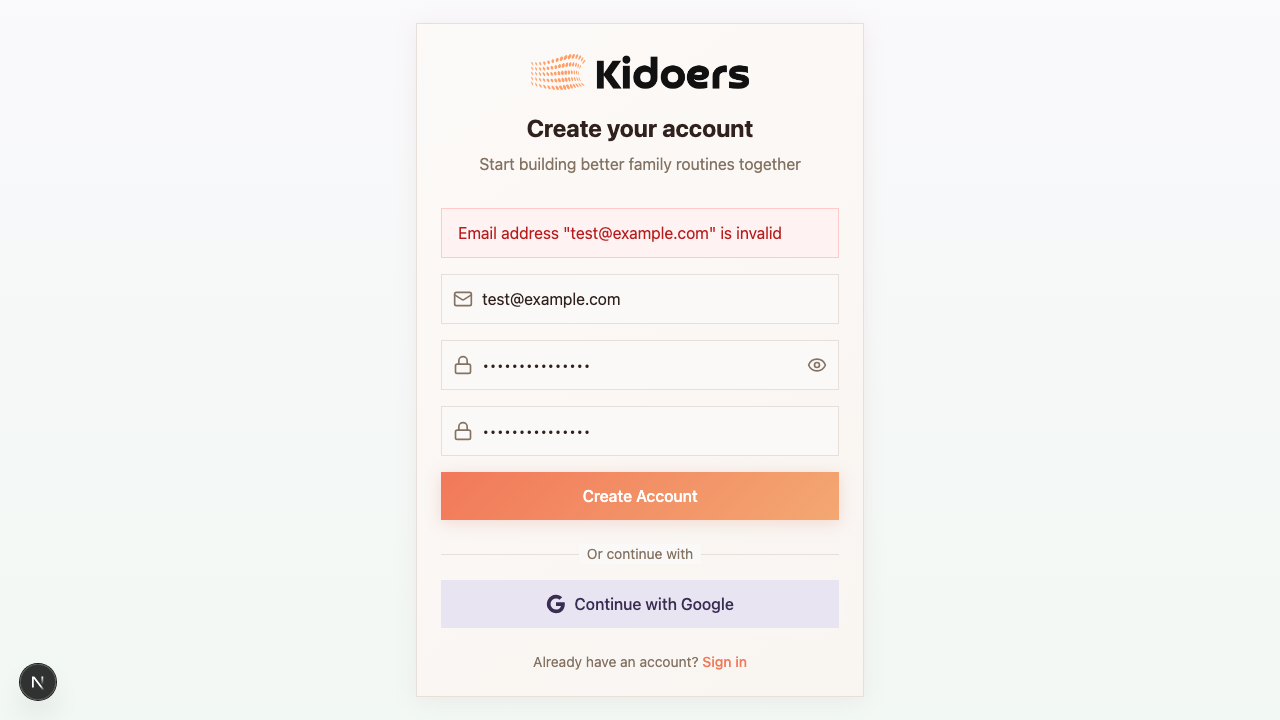 Kidoers
Create your account
Start building better family routines together
Email address "test@example.com" is invalid
test@example.com
•••••••••••••••
•••••••••••••••
Create Account
Or continue with
G Continue with Google
Already have an account? Sign in
N